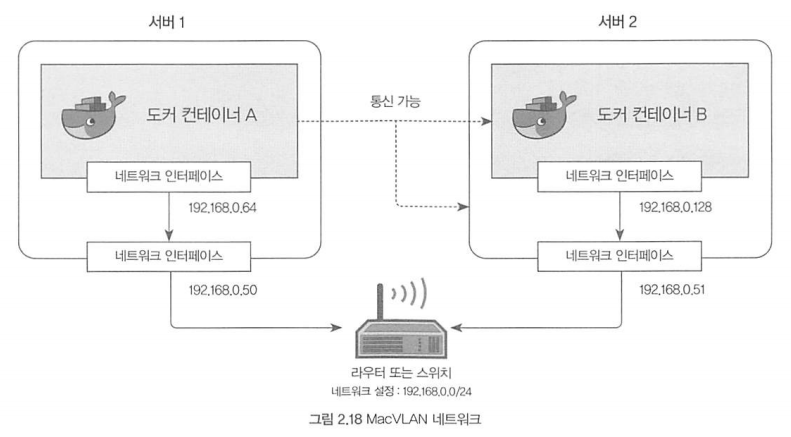 서버 1
서버 2
도커 컨테이너 A
통신 가능
도커 컨테이너 B
네트워크 인터페이스
네트워크 인터페이스
192.168.0.64
192.168.0.128
네트워크 인터페이스
네트워크 인터페이스
192.168.0.50
192.168.0.51
라우터 또는 스위치
네트워크 설정 : 192.168.0.0/24
그림 2.18 MacVLAN 네트워크